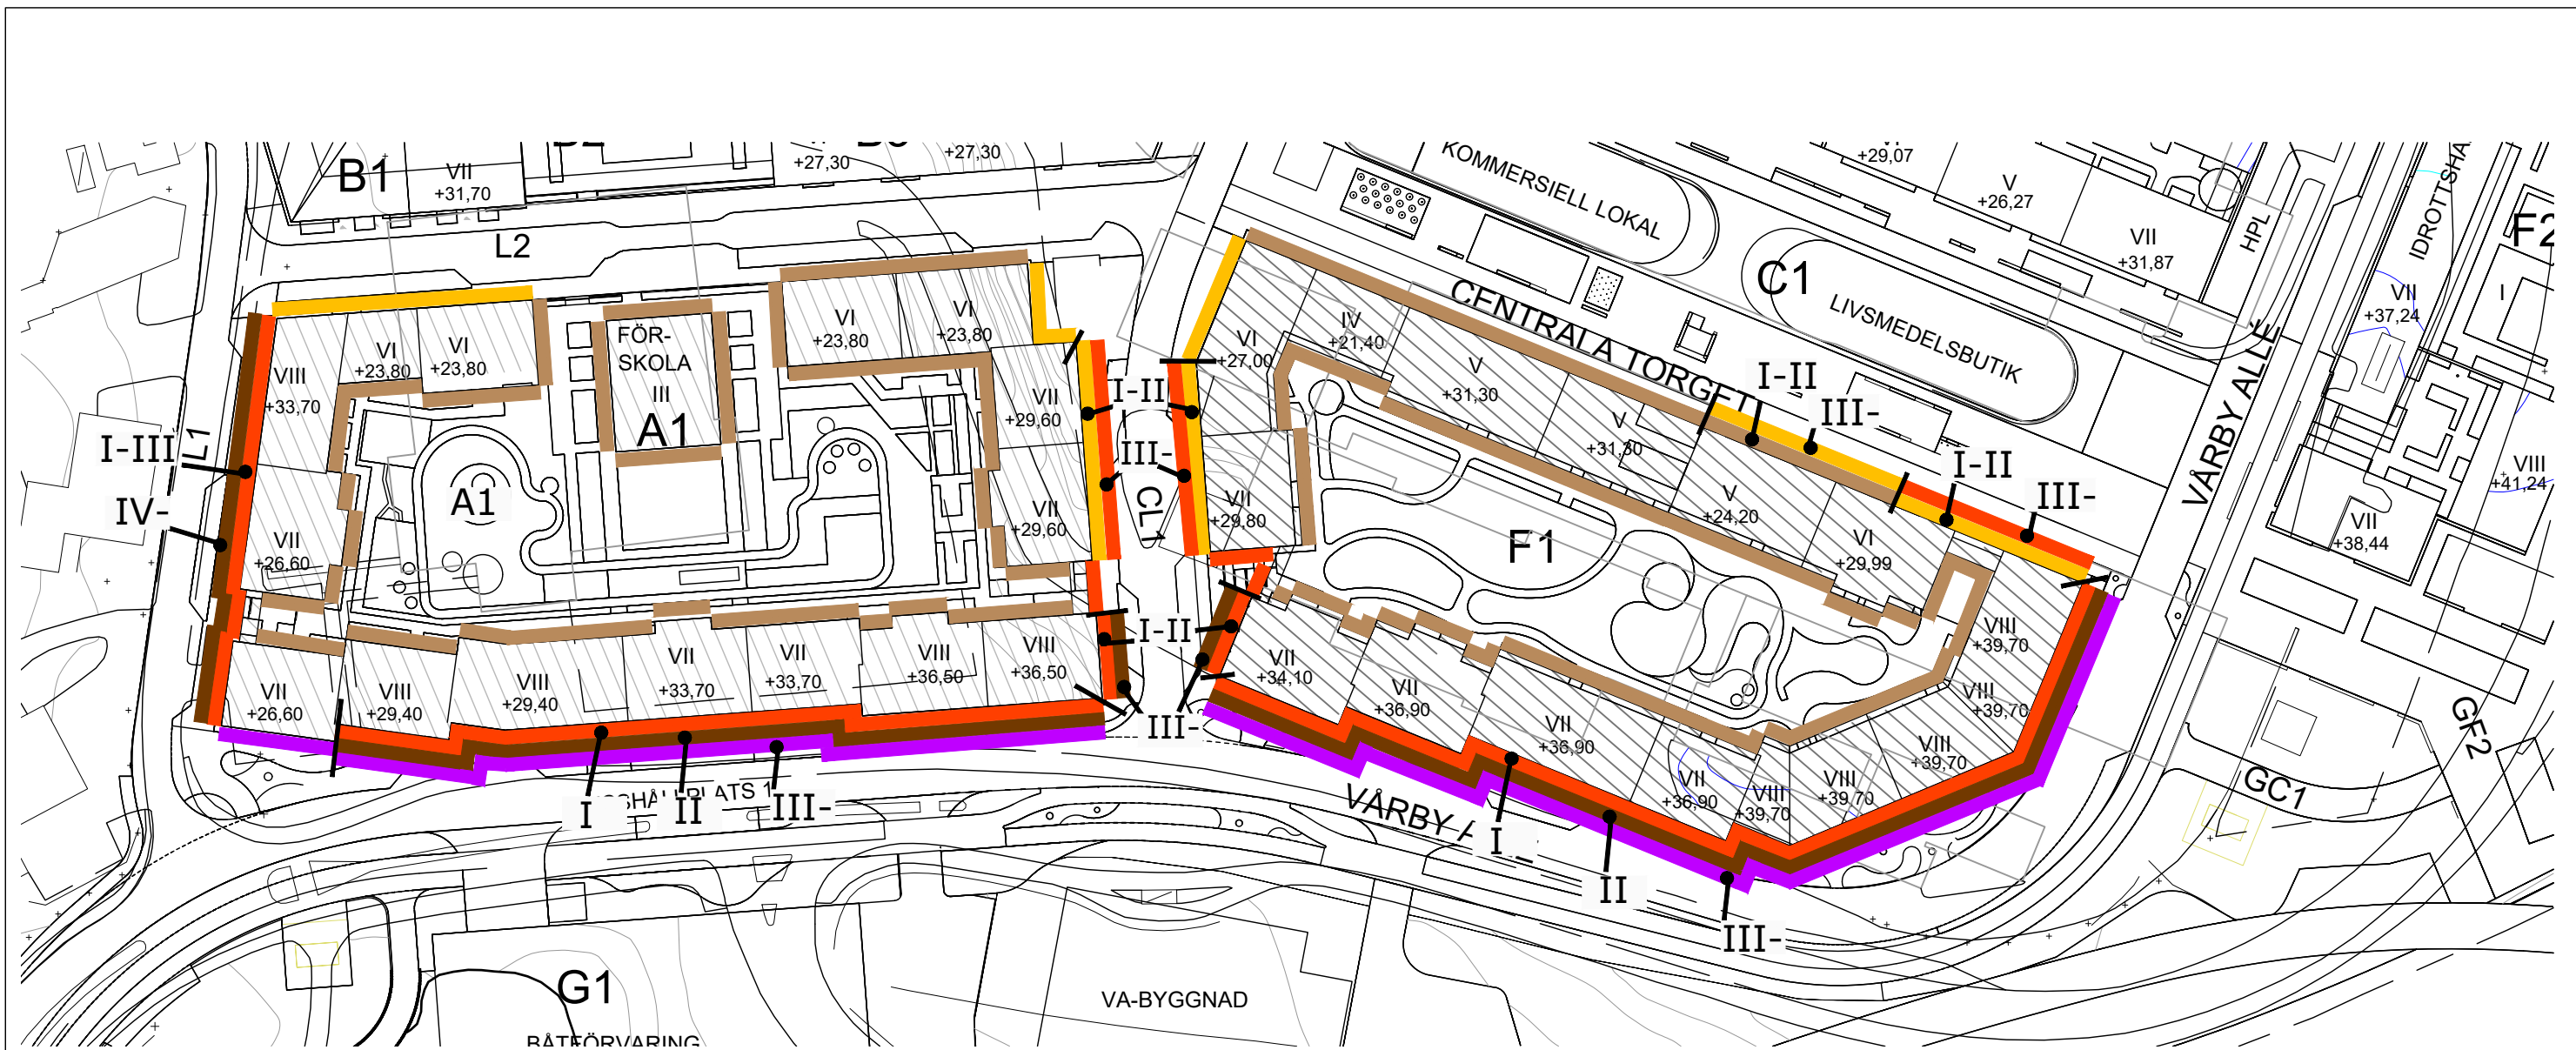 B1
VII
+31,70
+27,30
+27,30
L2
KOMMERSIELL LOKAL
+29,07
V
+26,27
VII
+31,87
HPL
C1
LIVSMEDELSBUTIK
CENTRALA TORGET
VÅRBY ALLÉ
F2
VII
+37,24
I
VIII
+41,24
VII
+38,44
GF2
GC1
VIII
+33,70
VI
+23,80
VI
+23,80
FÖR-
SKOLA
III
A1
VI
+23,80
VI
+23,80
VII
+29,60
VII
+29,60
I-III
L1
IV-
A1
VII
+26,60
VII
+26,60
VIII
+29,40
VIII
+29,40
VII
+33,70
VII
+33,70
VIII
+36,50
VIII
+36,50
I-II
III-
CL1
I-II
III-
I
II
III-
VI
+27,00
IV
+21,40
V
+31,30
V
+31,30
V
+24,20
VI
+29,99
I-II
III-
I-II
III-
VII
+29,80
F1
VII
+34,10
VII
+36,90
VII
+36,90
VII
+36,90
VIII
+39,70
VIII
+39,70
VIII
+39,70
VIII
+39,70
VIII
+39,70
VÅRBY
I
II
III-
G1
BÅTFÖRVARING
VA-BYGGNAD